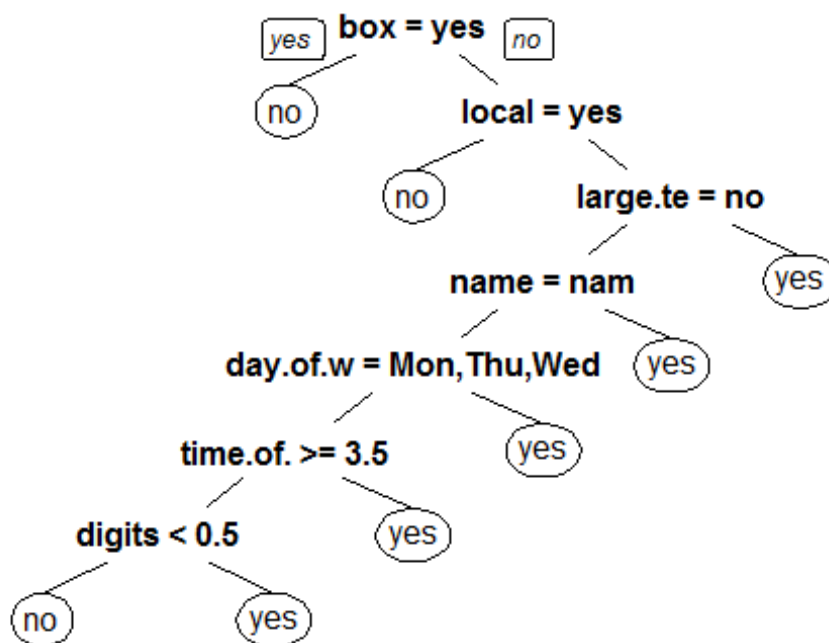 yes box = yes no
no local = yes
no large.te = no
name = nam yes
day.of.w = Mon,Thu,Wed yes
time.of. >= 3.5 yes
digits < 0.5 yes
no yes